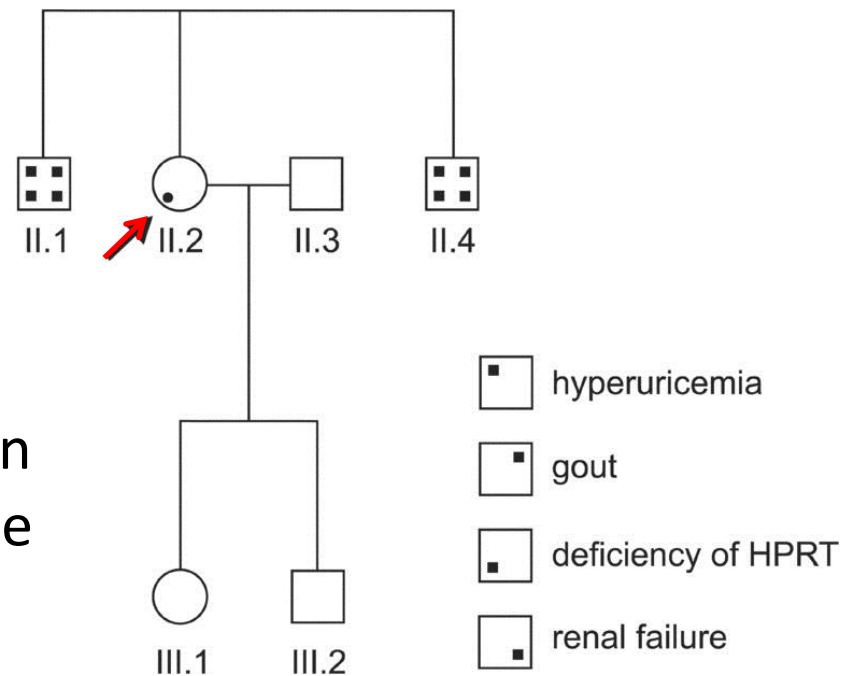 II.1 II.2 II.3 II.4
hyperuricemia
n
gout
e
deficiency of HPRT
renal failure
III.1 III.2